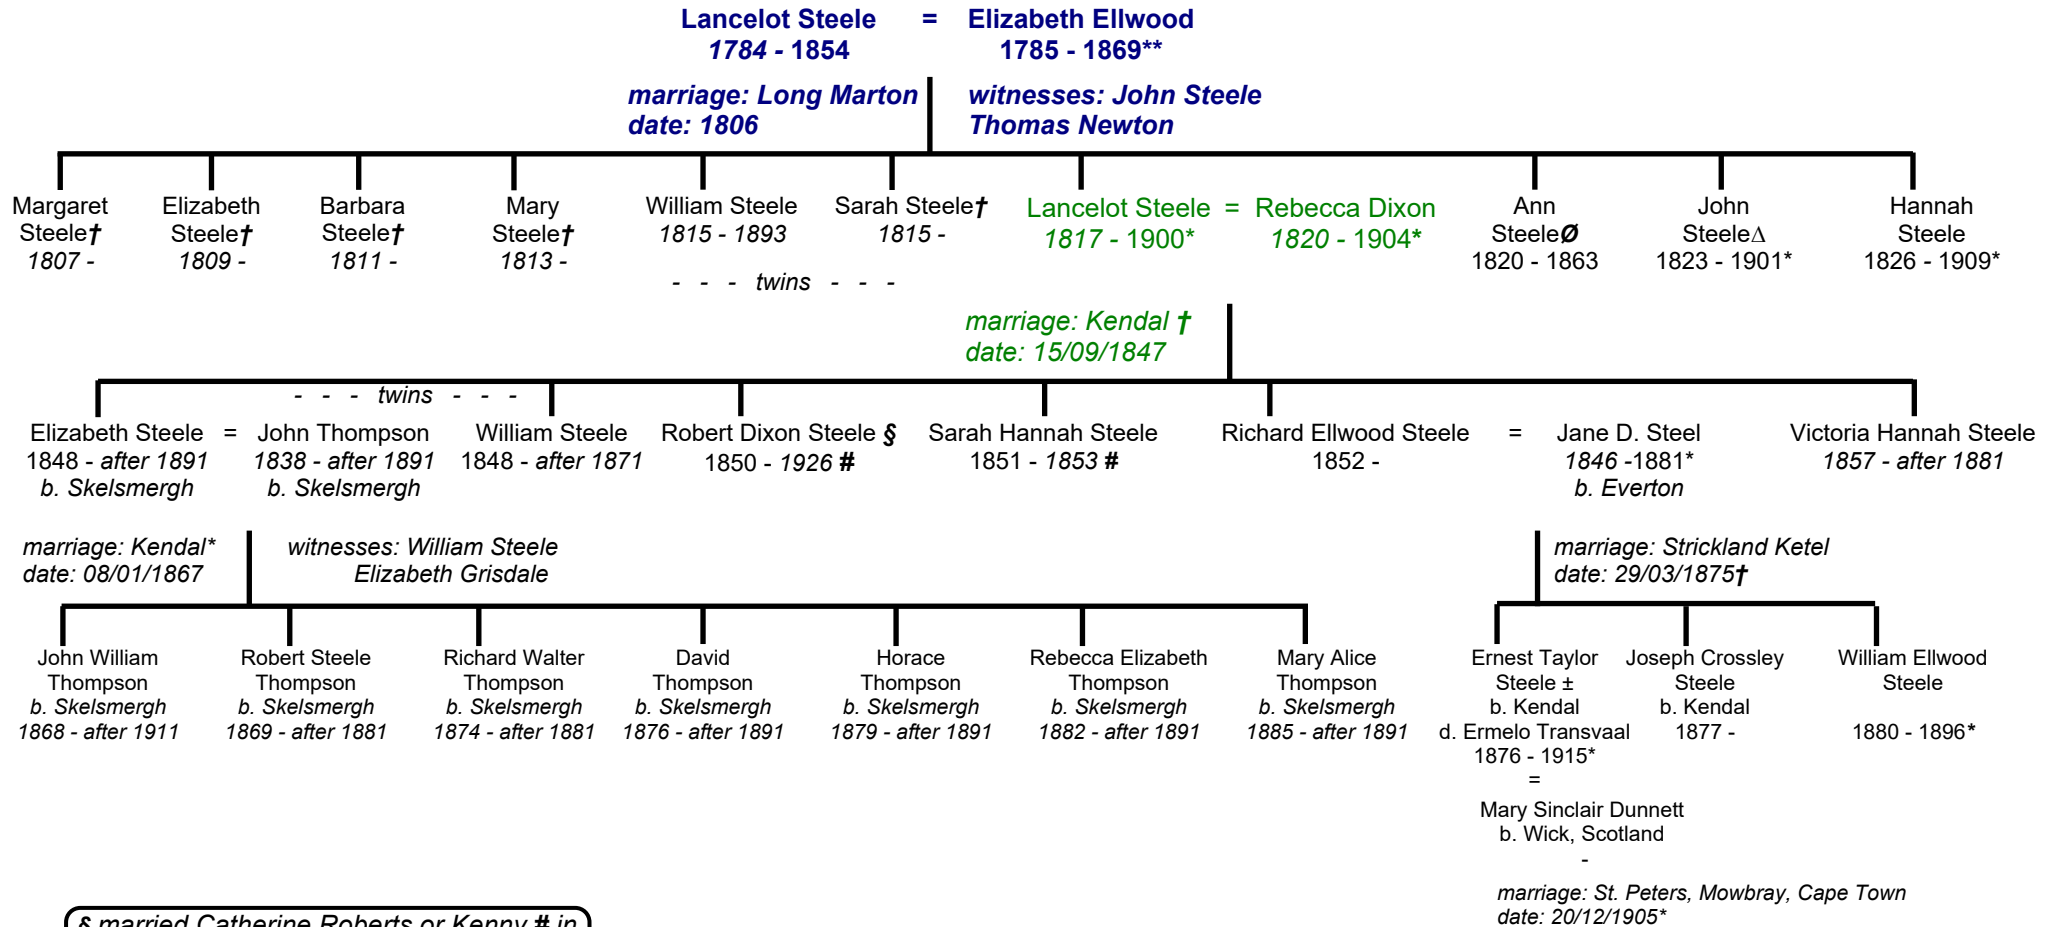 Lancelot Steele = Elizabeth Ellwood
1784 - 1854 1785 - 1869**
marriage: Long Marton witnesses: John Steele
date: 1806 Thomas Newton
Margaret
Steele†
1807 -
Elizabeth
Steele†
1809 -
Barbara
Steele†
1811 -
Mary
Steele†
1813 -
William Steele
1815 - 1893
Sarah Steele†
1815 -
- - - twins - - -
Lancelot Steele = Rebecca Dixon
1817 - 1900* 1820 - 1904*
Ann
SteeleØ
1820 - 1863
John
Steele∆
1823 - 1901*
Hannah
Steele
1826 - 1909*
marriage: Kendal †
date: 15/09/1847
- - - twins - - -
Elizabeth Steele = John Thompson
1848 - after 1891 1838 - after 1891
b. Skelsmergh b. Skelsmergh
William Steele
1848 - after 1871
Robert Dixon Steele §
1850 - 1926 #
Sarah Hannah Steele
1851 - 1853 #
Richard Ellwood Steele = Jane D. Steel
1852 - 1846 -1881*
b. Everton
Victoria Hannah Steele
1857 - after 1881
marriage: Kendal* witnesses: William Steele
date: 08/01/1867 Elizabeth Grisdale
marriage: Strickland Ketel
date: 29/03/1875†
John William
Thompson
b. Skelsmergh
1868 - after 1911
Robert Steele
Thompson
b. Skelsmergh
1869 - after 1881
Richard Walter
Thompson
b. Skelsmergh
1874 - after 1881
David
Thompson
b. Skelsmergh
1876 - after 1891
Horace
Thompson
b. Skelsmergh
1879 - after 1891
Rebecca Elizabeth
Thompson
b. Skelsmergh
1882 - after 1891
Mary Alice
Thompson
b. Skelsmergh
1885 - after 1891
Ernest Taylor
Steele ±
b. Kendal
d. Ermelo Transvaal
1876 - 1915*
=
Mary Sinclair Dunnett
b. Wick, Scotland
-
Joseph Crossley
Steele
b. Kendal
1877 -
William Ellwood
Steele
1880 - 1896*
marriage: St. Peters, Mowbray, Cape Town
date: 20/12/1905*
§ married Catherine Roberts or Kenny # in